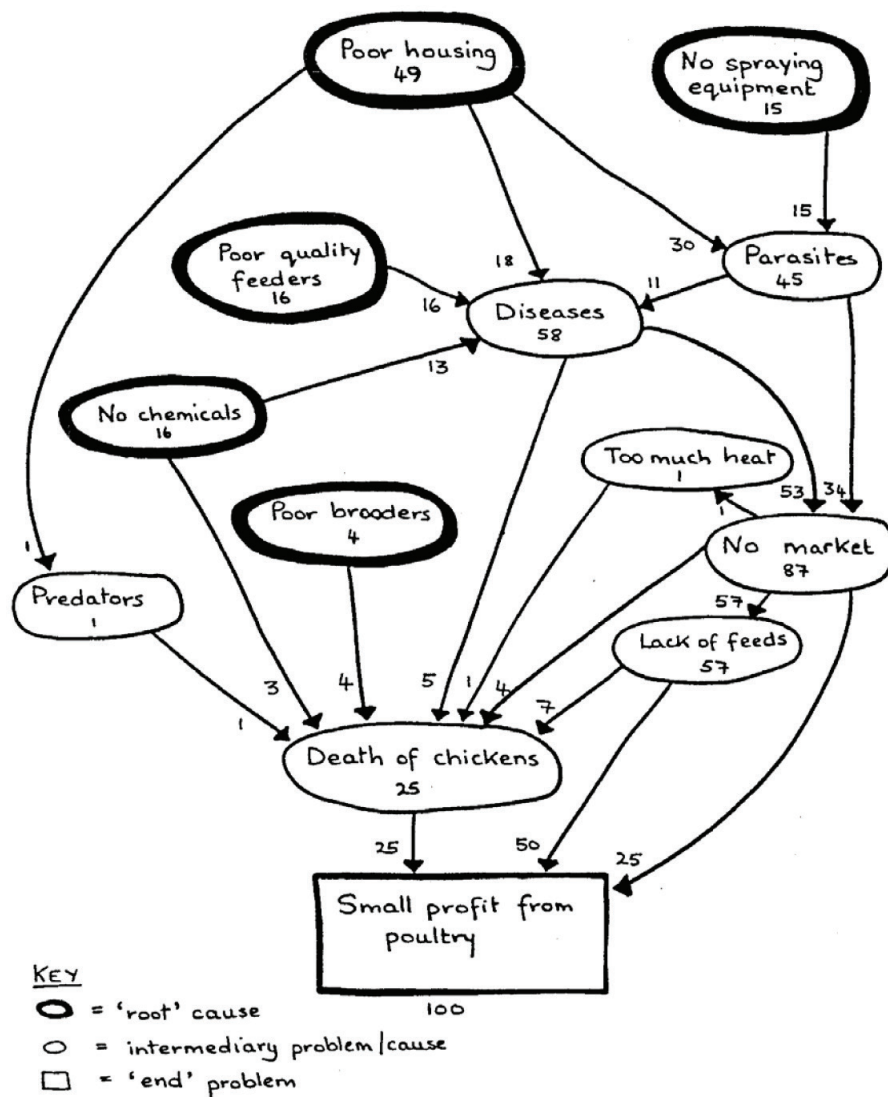 Poor housing
49
No spraying
equipment
15
15
30
Parasites
45
Poor quality
feeders
16
18
16
11
Diseases
58
13
No chemicals
16
Too much heat
1
53
34
1
Poor brooders
4
No market
87
1
Predators
1
57
Lack of feeds
57
3
4
5
1
4
7
1
Death of chickens
25
25
50
25
Small profit from
poultry
100
KEY
= 'root' cause
= intermediary problem/cause
= 'end' problem